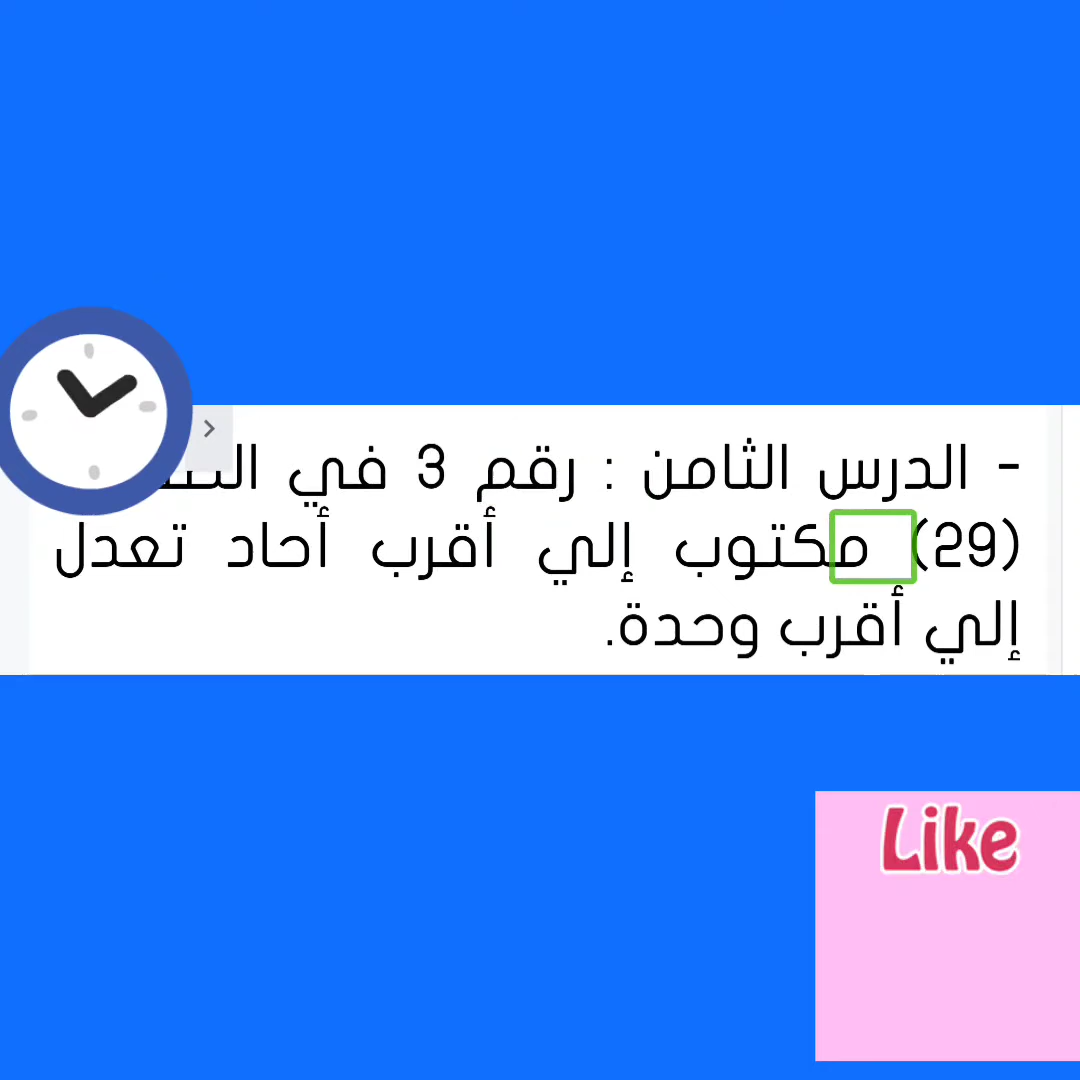 - الدرس الثامن : رقم 3 في
(29) مكتوب إلي أقرب أحاد تعدل
إلي أقرب وحدة.
Like